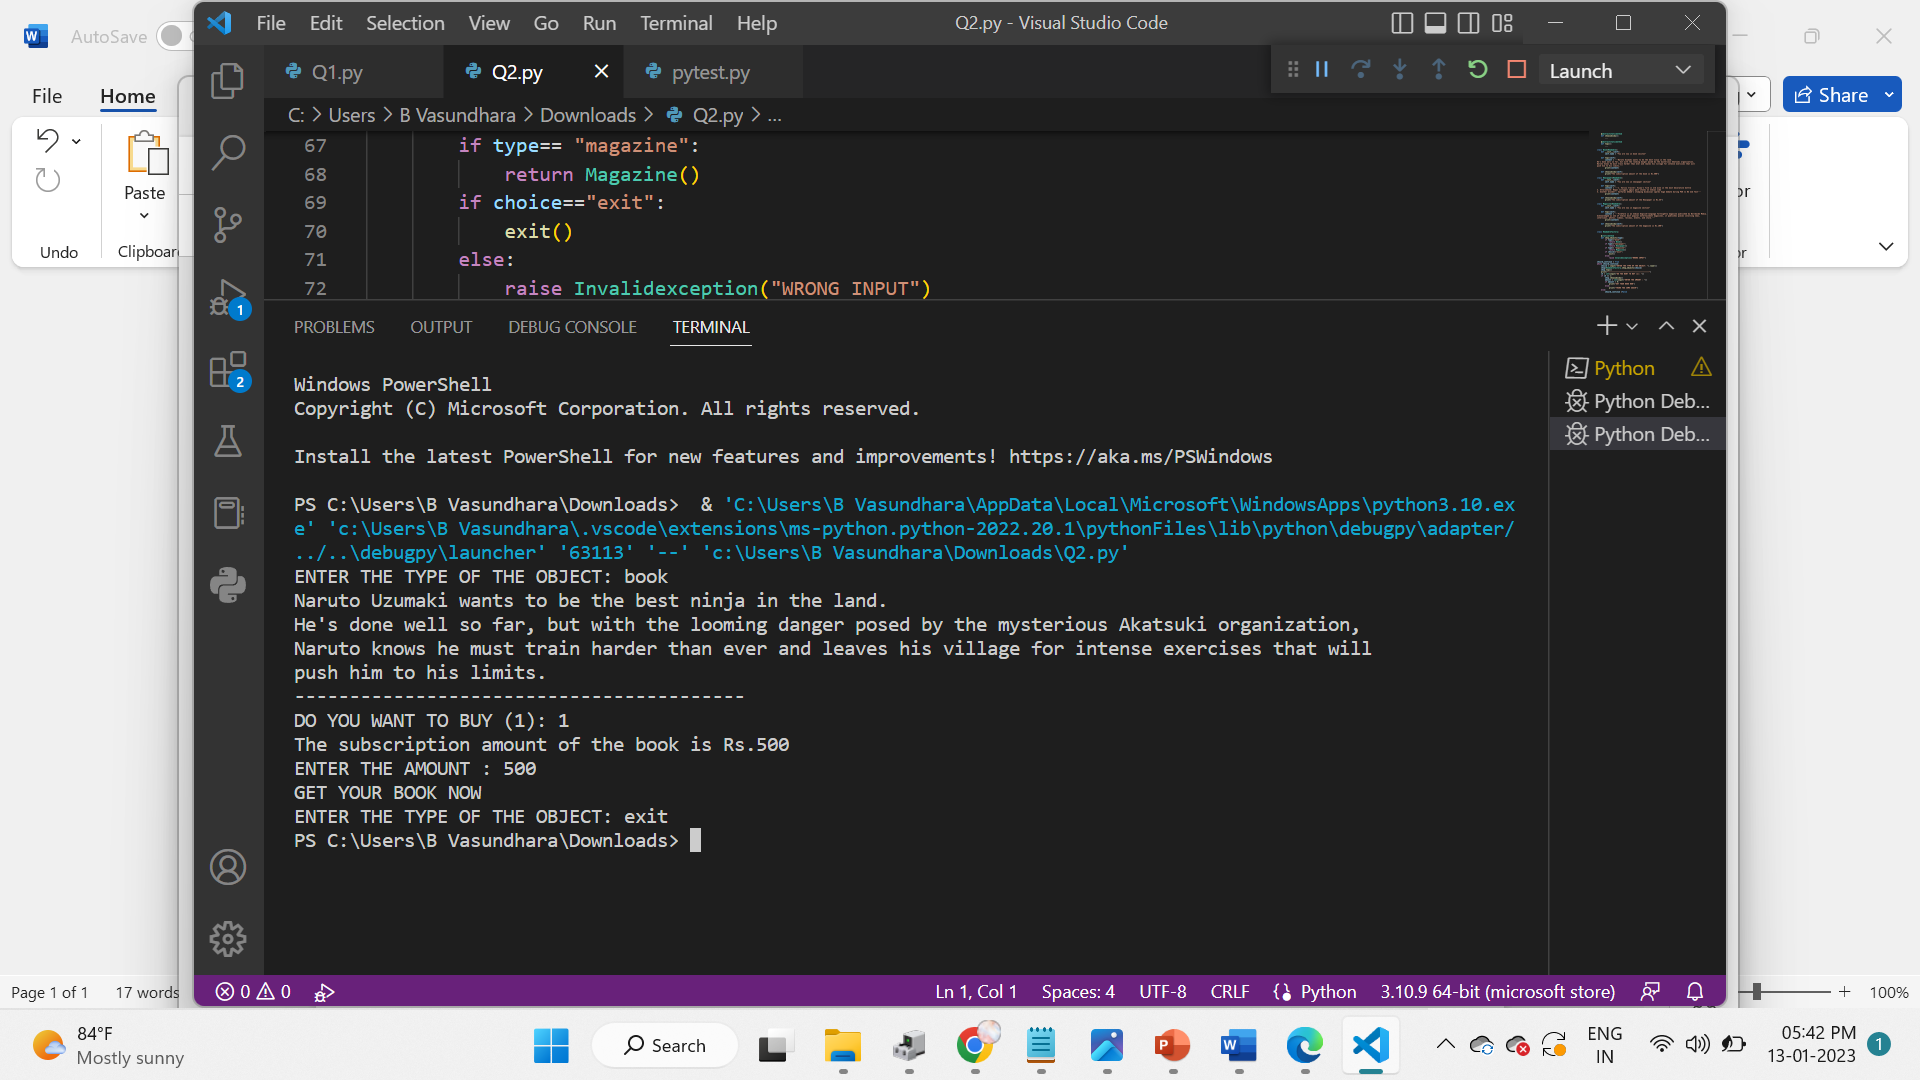 File Edit Selection View Go Run Terminal Help
Q2.py - Visual Studio Code
AutoSave
File Home
Share
Undo
Paste
Q1.py
Q2.py
pytest.py
Launch
C: > Users > B Vasundhara > Downloads > Q2.py > ...
67 if type== "magazine":
68 return Magazine()
69 if choice=="exit":
70 exit()
71 else:
72 raise Invalidexception("WRONG INPUT")
PROBLEMS OUTPUT DEBUG CONSOLE TERMINAL
1
2
Python
Python Deb...
Python Deb...
Windows PowerShell
Copyright (C) Microsoft Corporation. All rights reserved.
Install the latest PowerShell for new features and improvements! https://aka.ms/PSWindows
PS C:\Users\B Vasundhara\Downloads>  & 'C:\Users\B Vasundhara\AppData\Local\Microsoft\WindowsApps\python3.10.ex
e' 'c:\Users\B Vasundhara\.vscode\extensions\ms-python.python-2022.20.1\pythonFiles\lib\python\debugpy\adapter/
../..\debugpy\launcher' '63113' '--' 'c:\Users\B Vasundhara\Downloads\Q2.py'
ENTER THE TYPE OF THE OBJECT: book
Naruto Uzumaki wants to be the best ninja in the land.
He's done well so far, but with the looming danger posed by the mysterious Akatsuki organization,
Naruto knows he must train harder than ever and leaves his village for intense exercises that will
push him to his limits.
-----------------------------------------
DO YOU WANT TO BUY (1): 1
The subscription amount of the book is Rs.500
ENTER THE AMOUNT : 500
GET YOUR BOOK NOW
ENTER THE TYPE OF THE OBJECT: exit
PS C:\Users\B Vasundhara\Downloads>
Page 1 of 1 17 words
0 0
Ln 1, Col 1 Spaces: 4 UTF-8 CRLF Python 3.10.9 64-bit (microsoft store)
100%
84°F
Mostly sunny
Search
ENG
IN
05:42 PM
13-01-2023
1